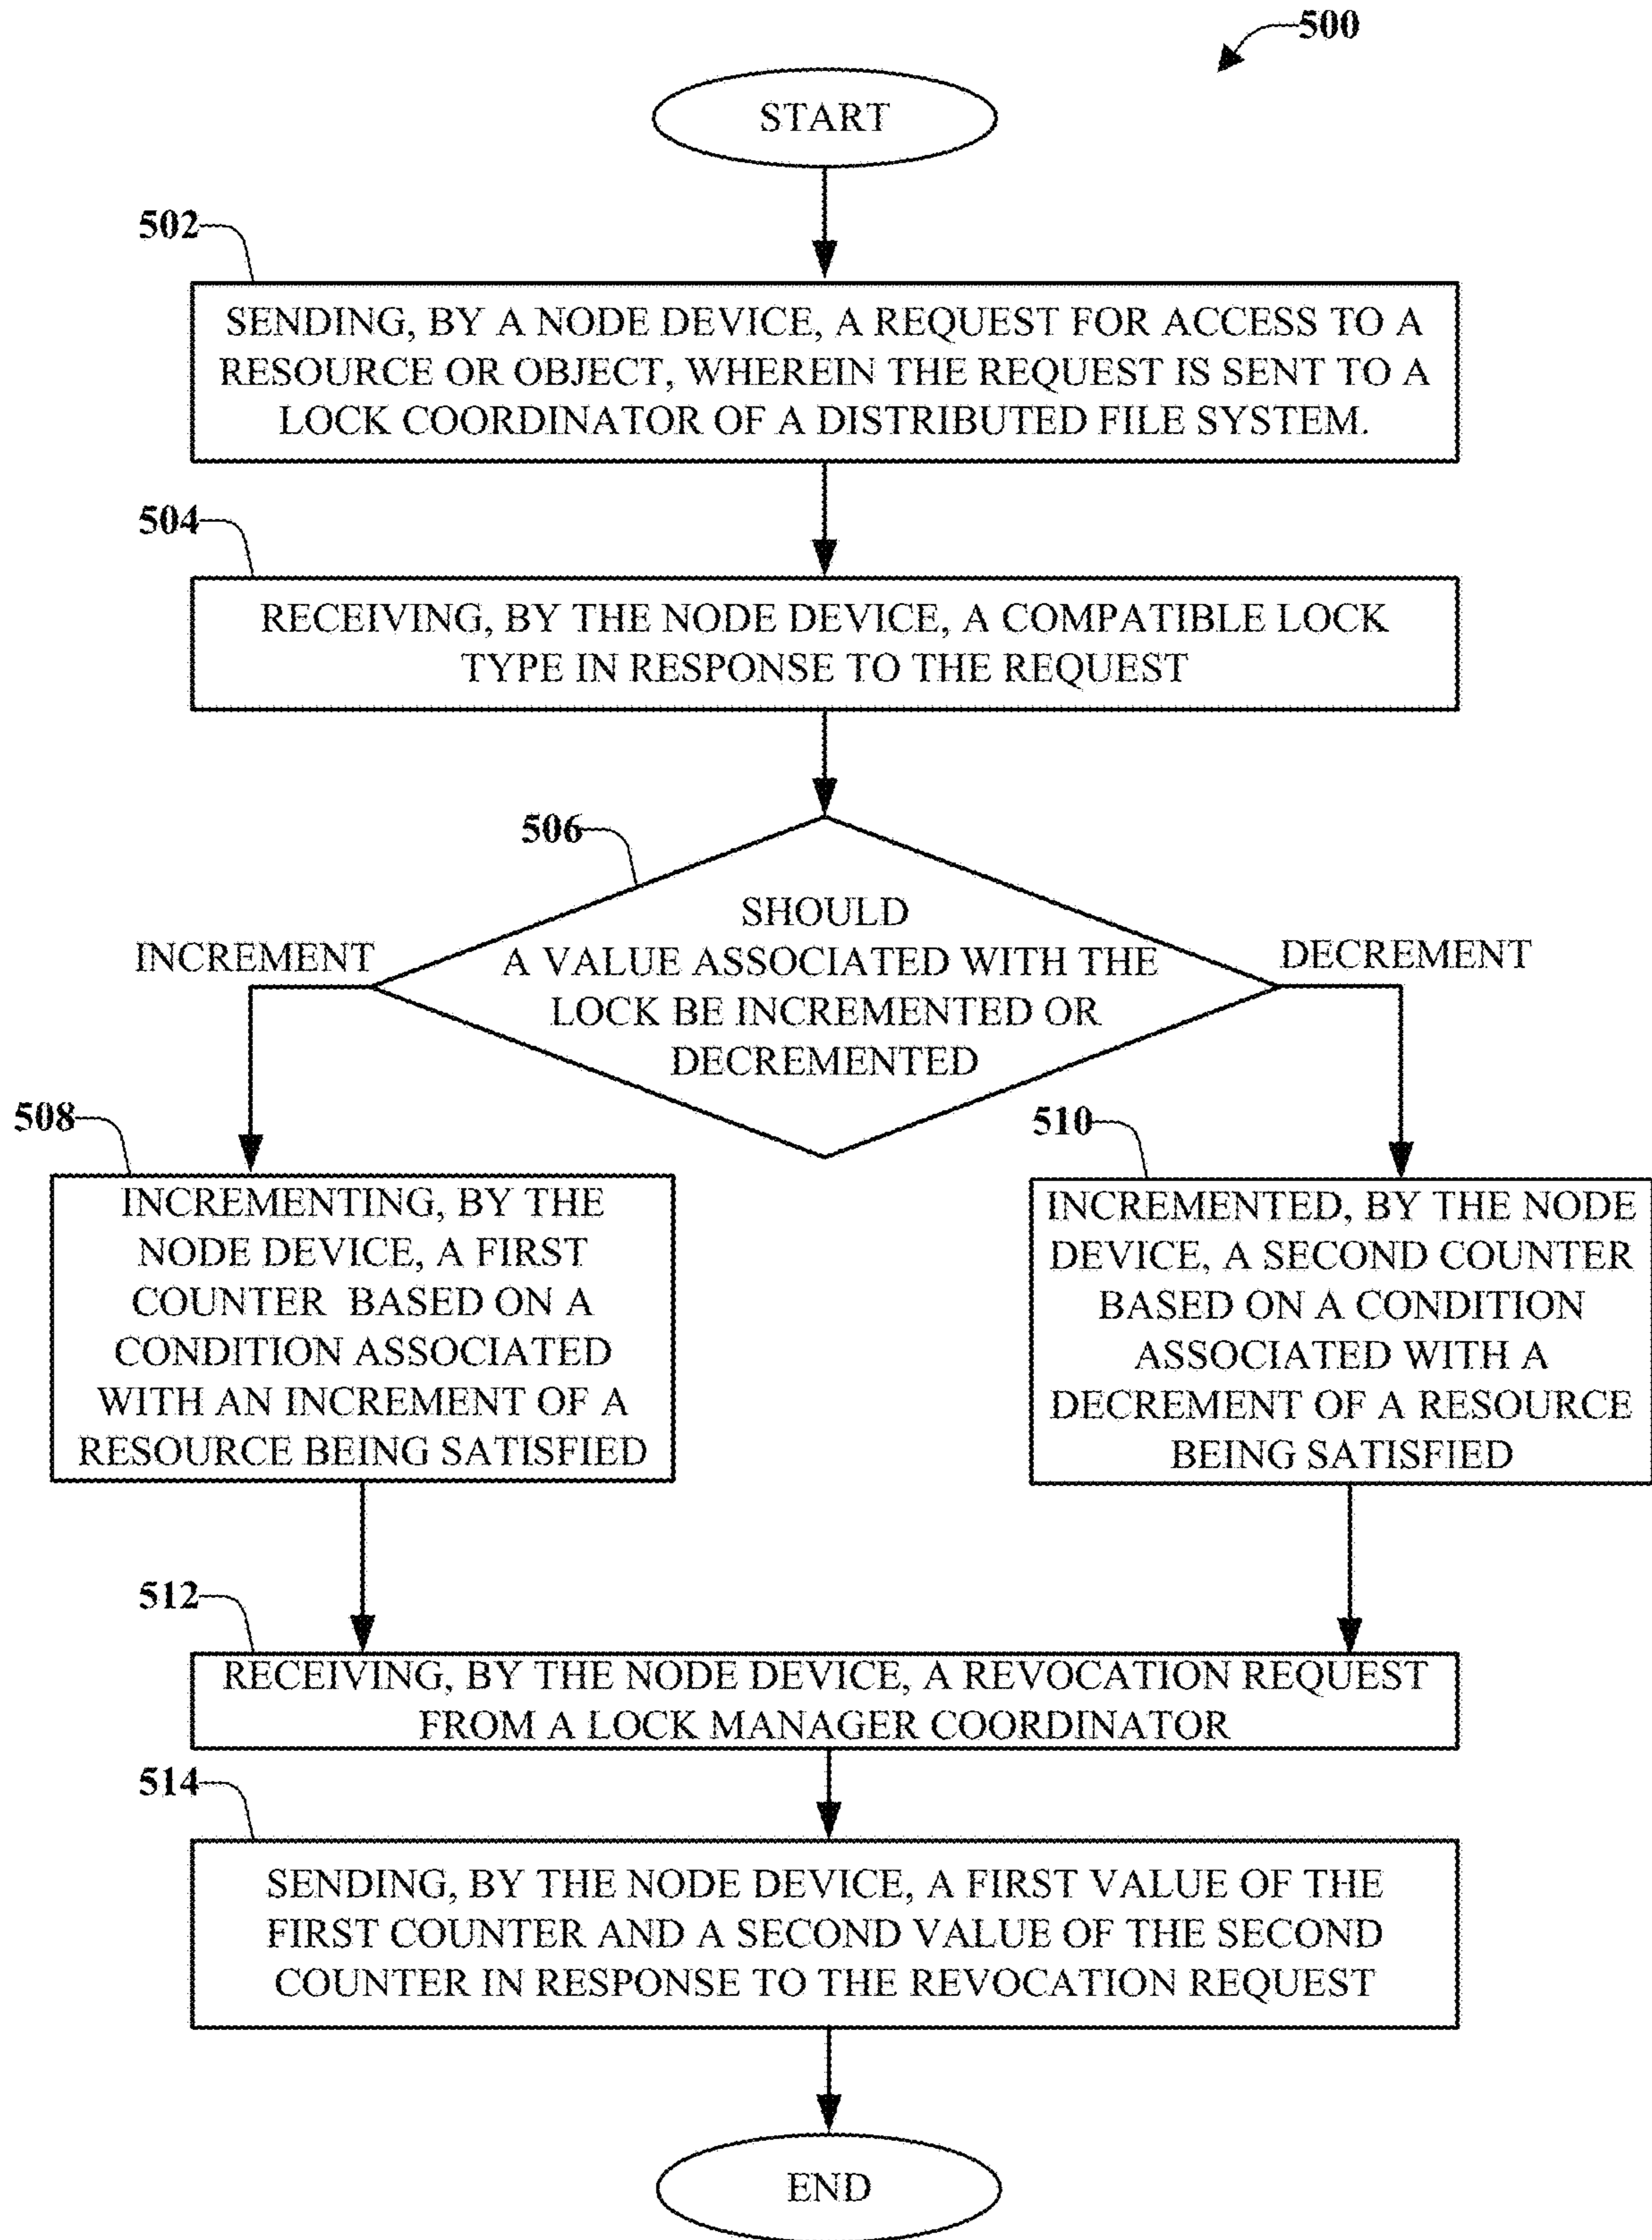 500
START
502
SENDING, BY A NODE DEVICE, A REQUEST FOR ACCESS TO A
RESOURCE OR OBJECT, WHEREIN THE REQUEST IS SENT TO A
LOCK COORDINATOR OF A DISTRIBUTED FILE SYSTEM.
504
RECEIVING, BY THE NODE DEVICE, A COMPATIBLE LOCK
TYPE IN RESPONSE TO THE REQUEST
506
SHOULD
A VALUE ASSOCIATED WITH THE
LOCK BE INCREMENTED OR
DECREMENTED
INCREMENT
DECREMENT
508
INCREMENTING, BY THE
NODE DEVICE, A FIRST
COUNTER BASED ON A
CONDITION ASSOCIATED
WITH AN INCREMENT OF A
RESOURCE BEING SATISFIED
510
INCREMENTED, BY THE NODE
DEVICE, A SECOND COUNTER
BASED ON A CONDITION
ASSOCIATED WITH A
DECREMENT OF A RESOURCE
BEING SATISFIED
512
RECEIVING, BY THE NODE DEVICE, A REVOCATION REQUEST
FROM A LOCK MANAGER COORDINATOR
514
SENDING, BY THE NODE DEVICE, A FIRST VALUE OF THE
FIRST COUNTER AND A SECOND VALUE OF THE SECOND
COUNTER IN RESPONSE TO THE REVOCATION REQUEST
END